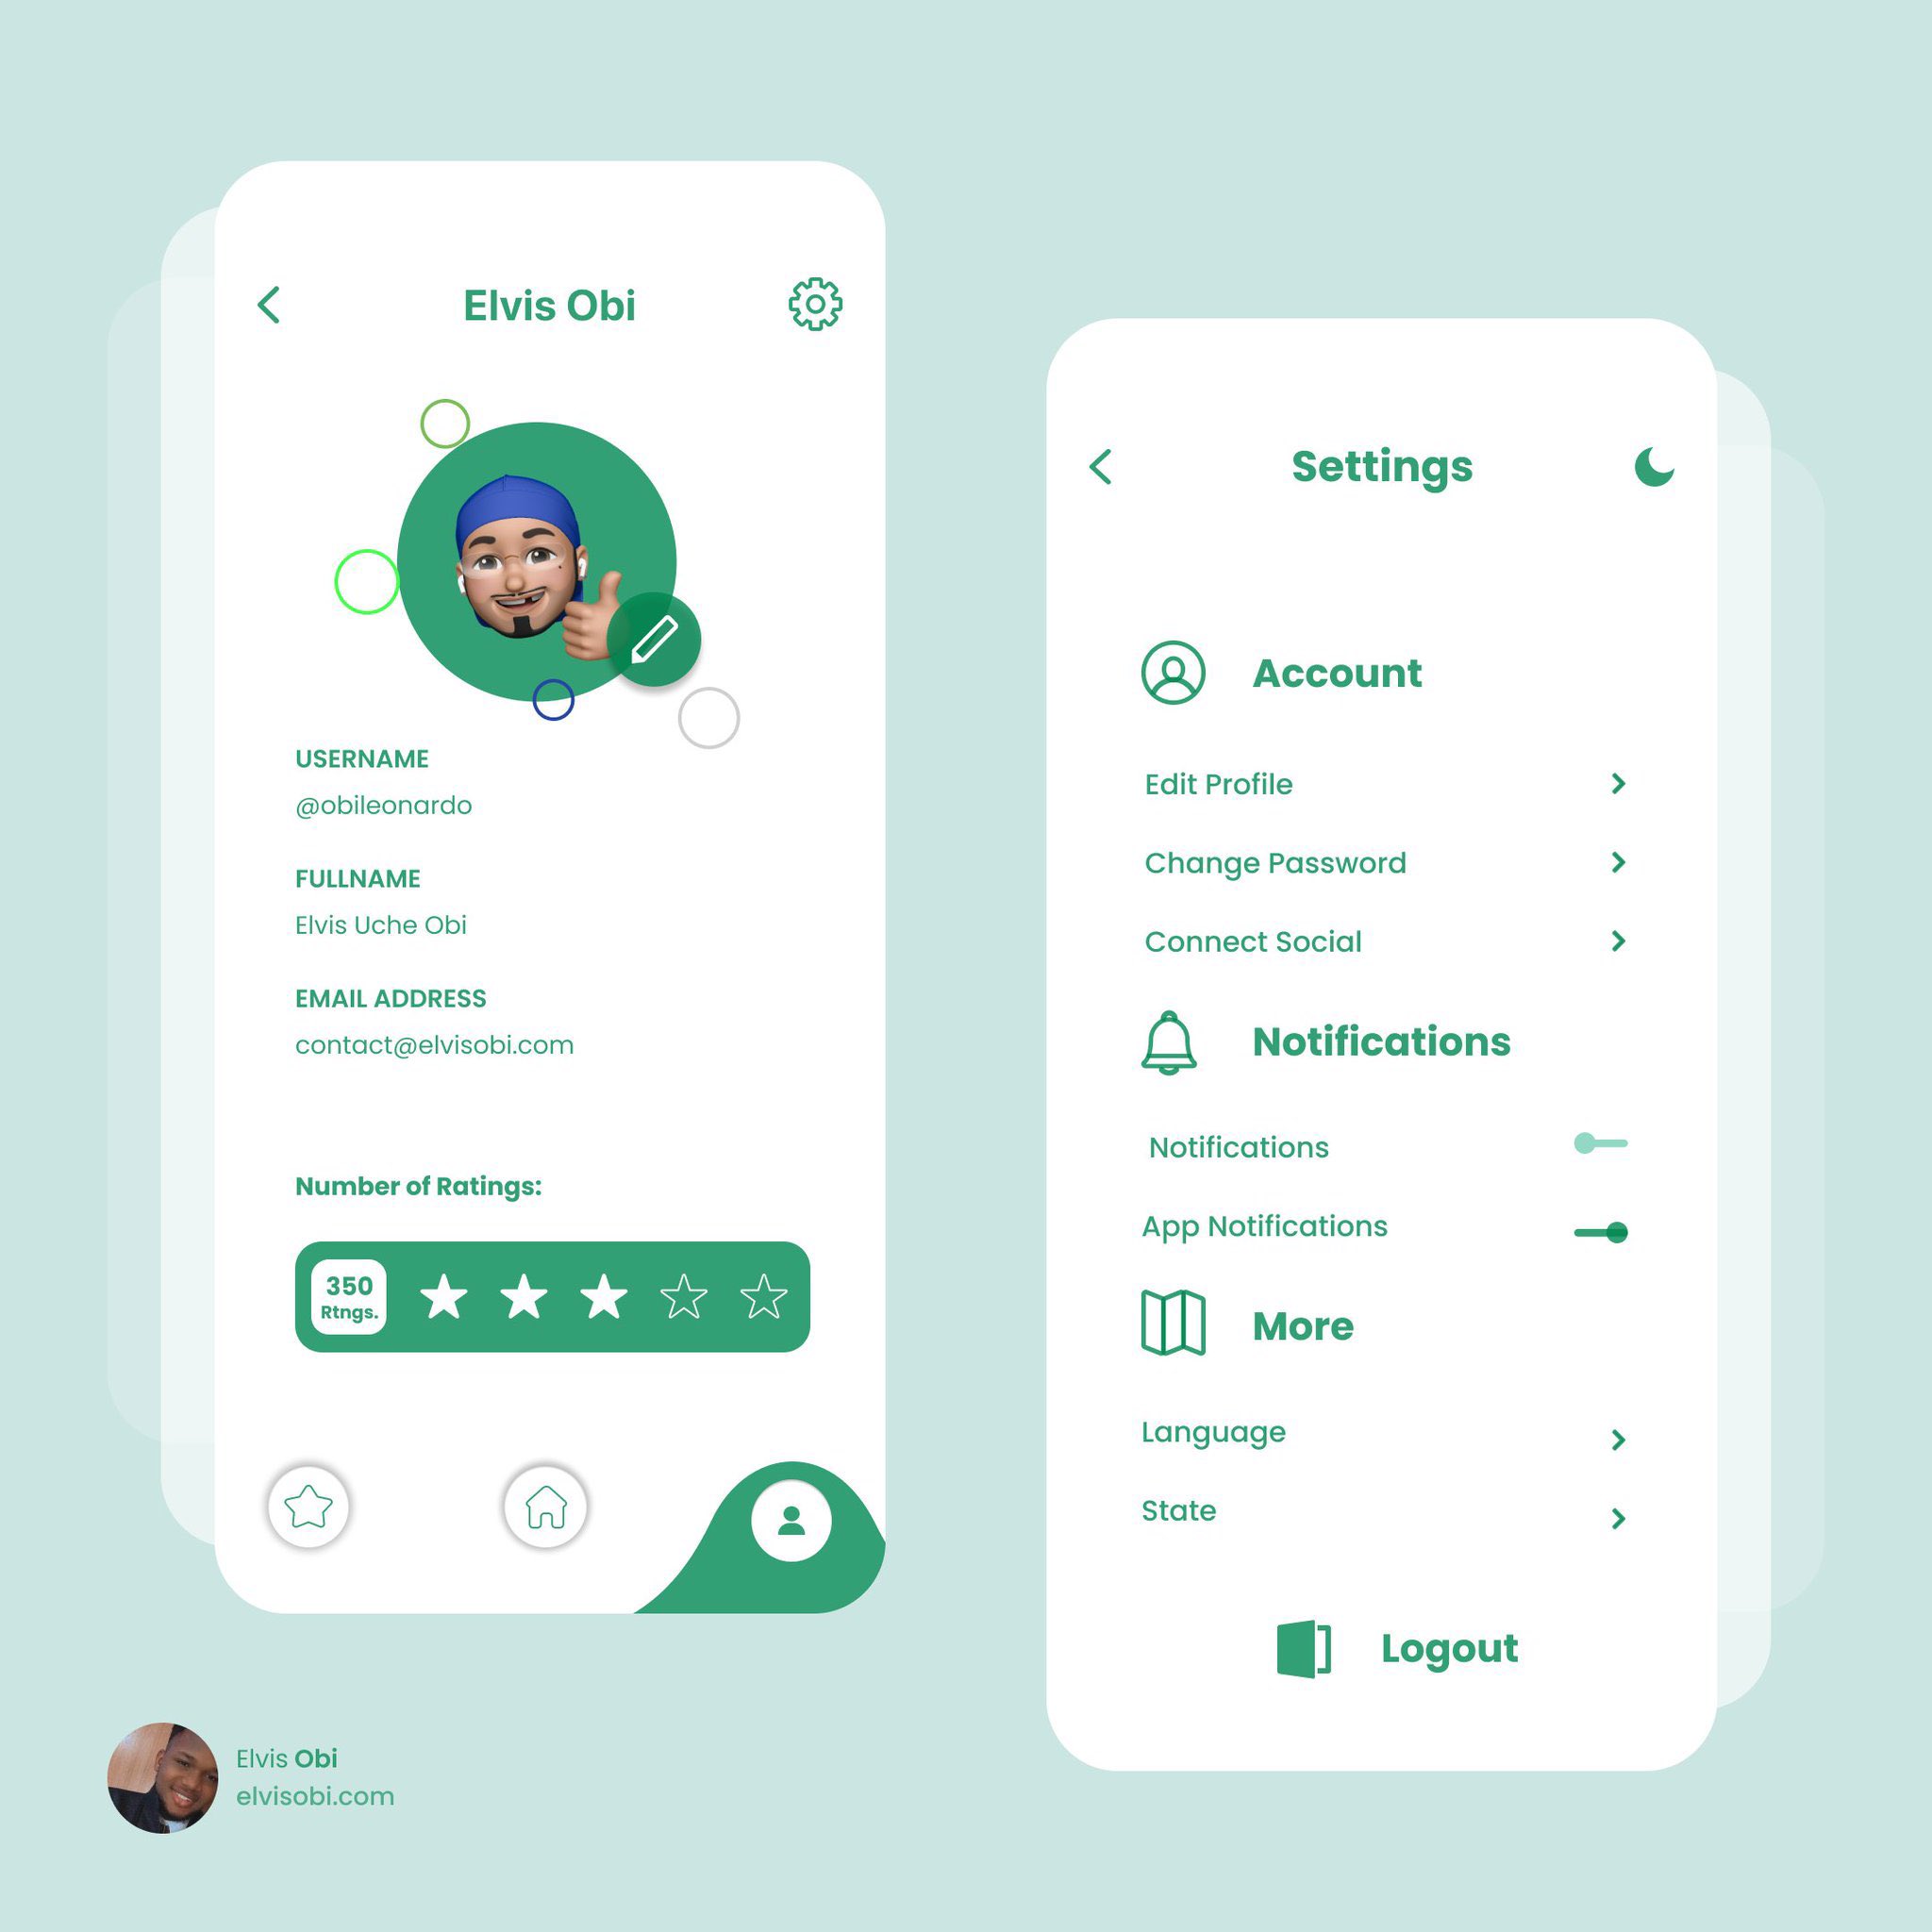 Elvis Obi
USERNAME
@obileonardo
FULLNAME
Elvis Uche Obi
EMAIL ADDRESS
contact@elvisobi.com
Number of Ratings:
350
Rtngs.
Settings
Account
Edit Profile
Change Password
Connect Social
Notifications
Notifications
App Notifications
More
Language
State
Logout
Elvis Obi
elvisobi.com